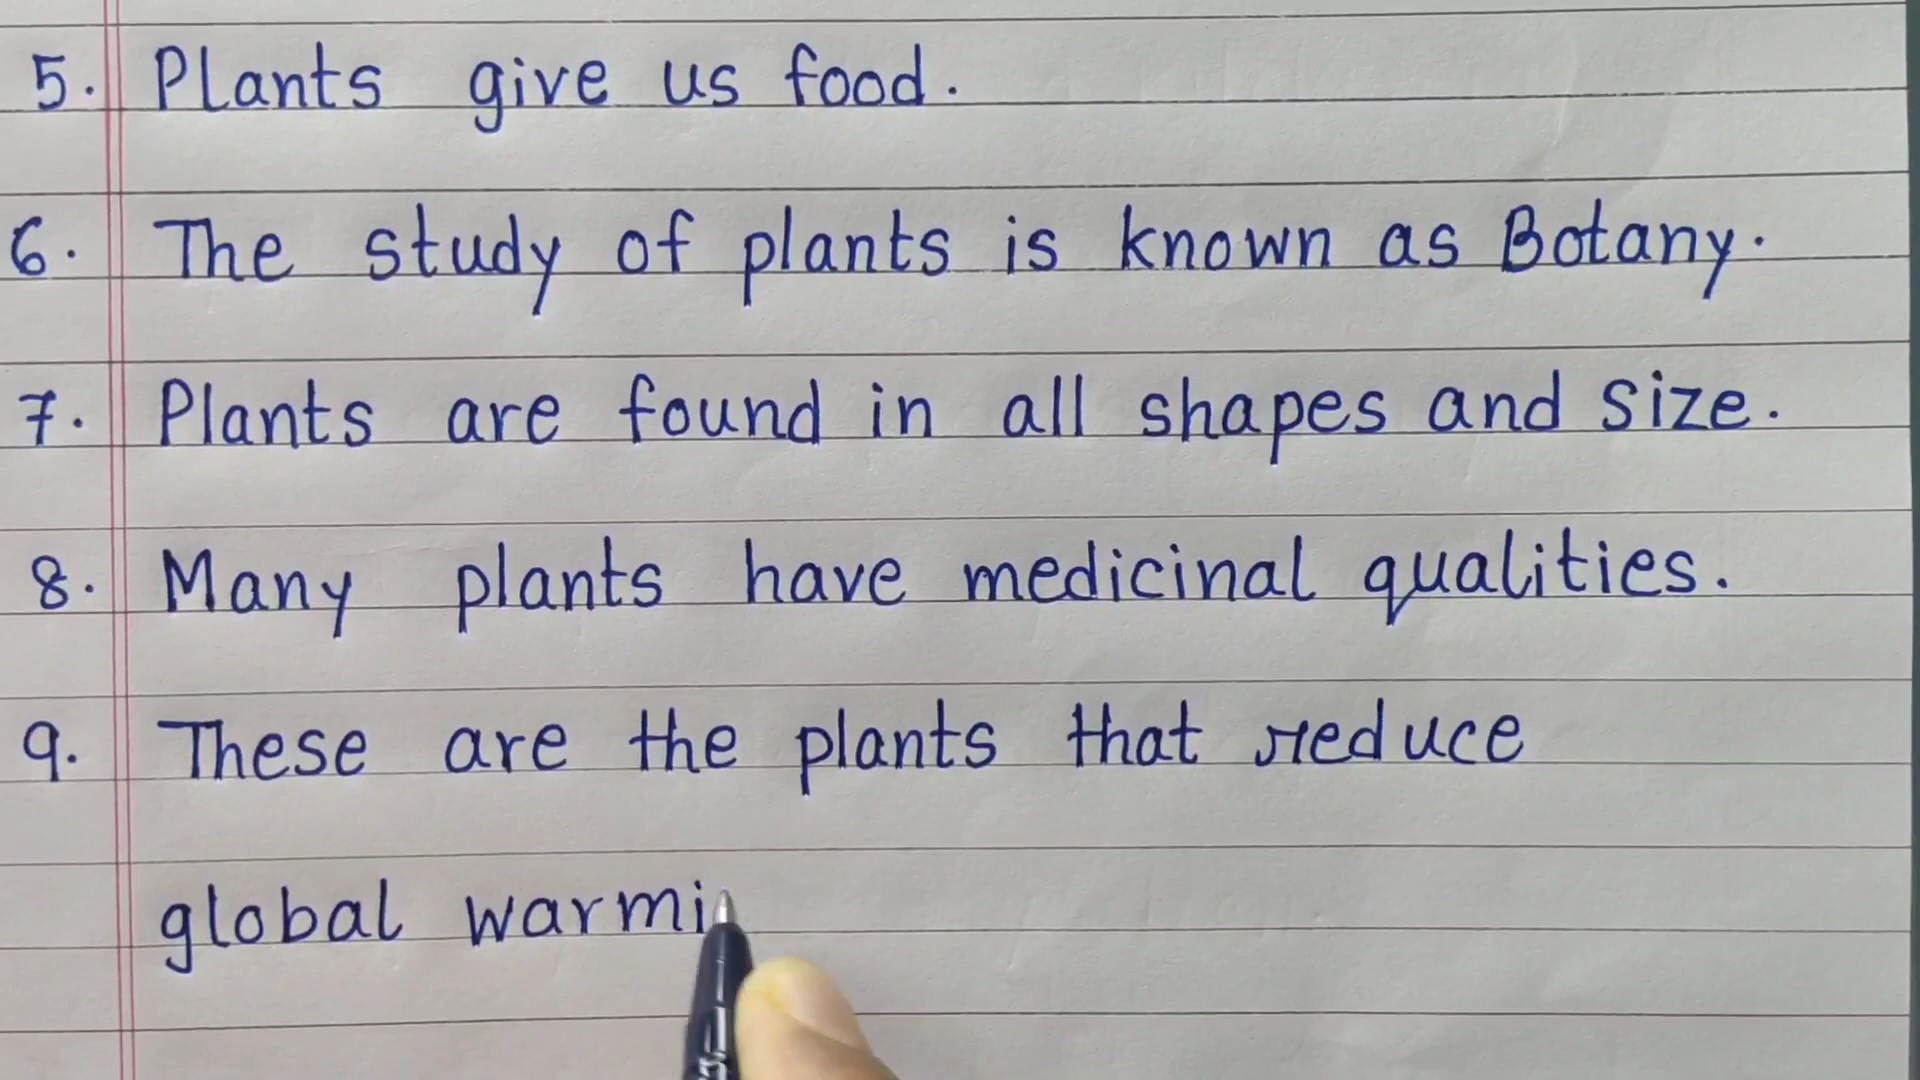 5. Plants give us food.
6. The study of plants is known as Botany.
7. Plants are found in all shapes and size.
8. Many plants have medicinal qualities.
9. These are the plants that reduce
global warmi